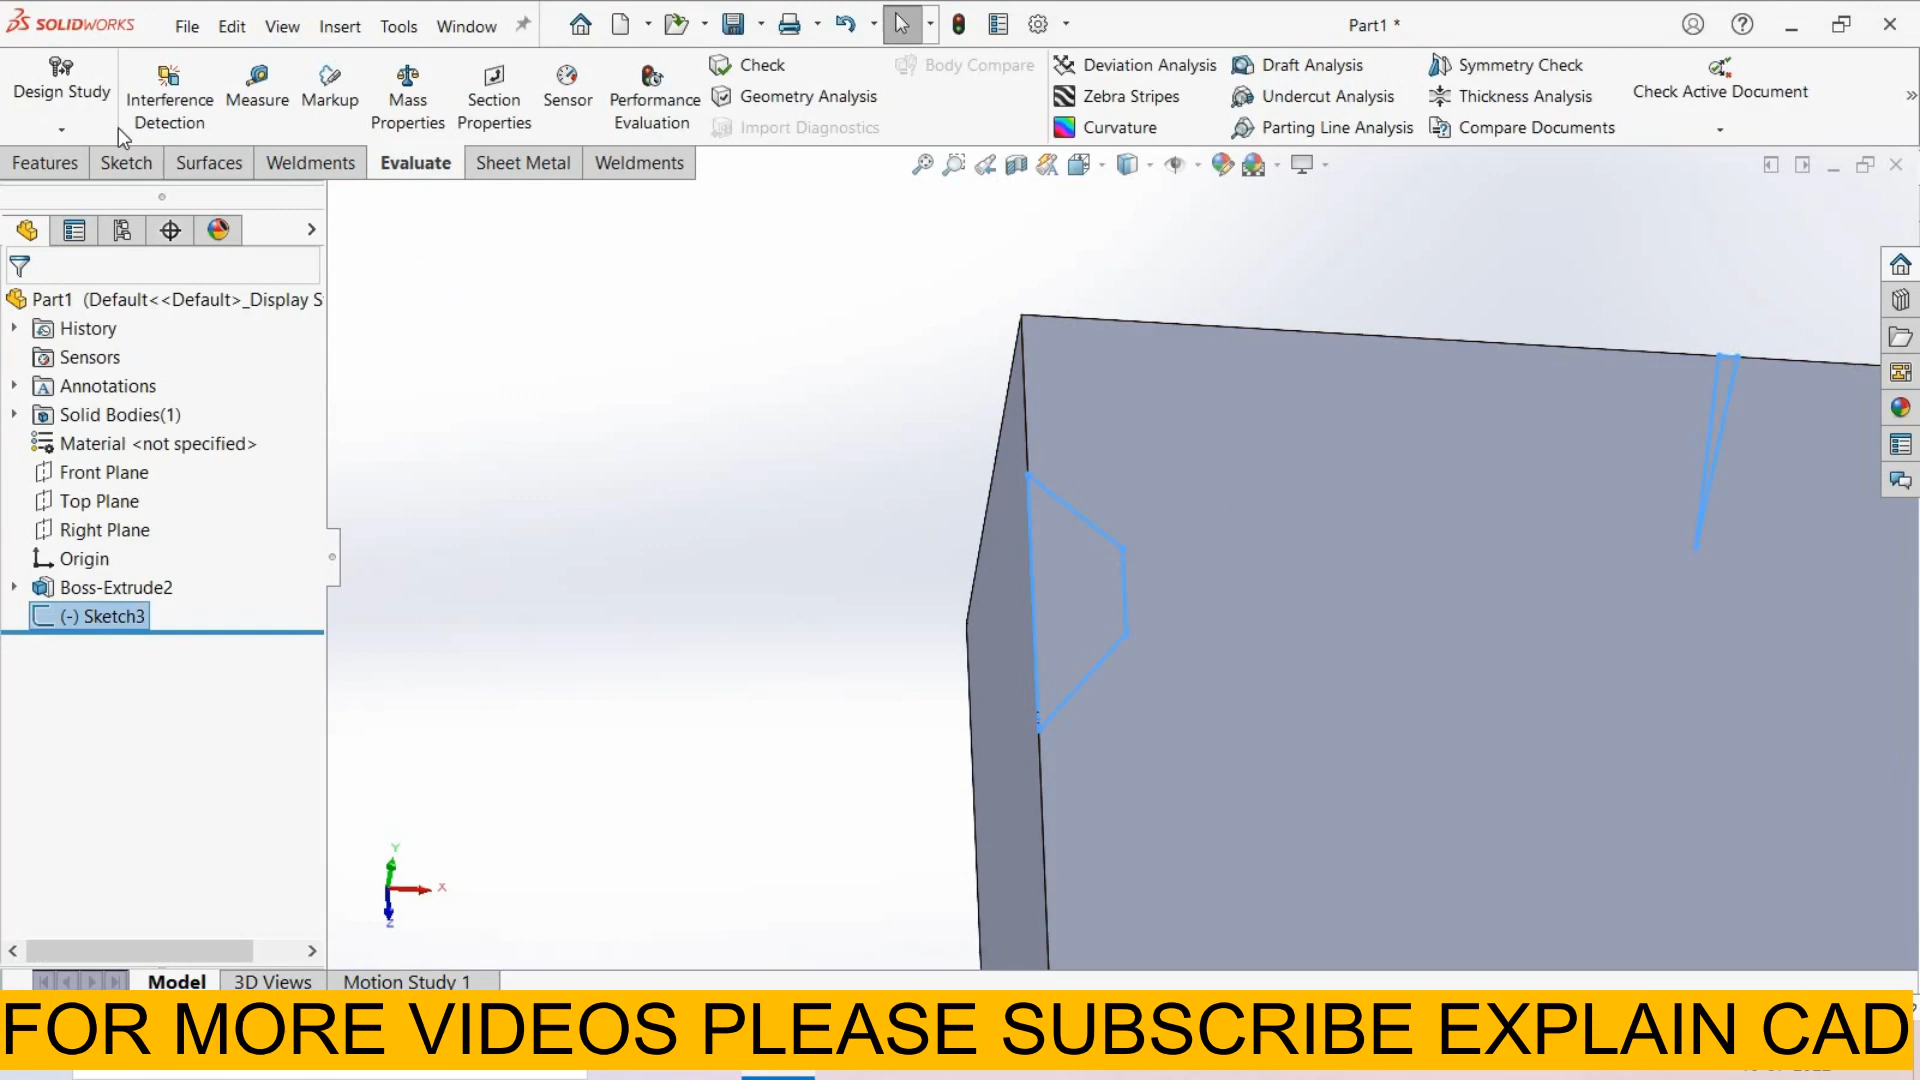 SOLIDWORKS File Edit View Insert Tools Window Part1 *
Design Study
Interference Detection
Measure
Markup
Mass Properties
Section Properties
Sensor
Performance Evaluation
Check
Geometry Analysis
Import Diagnostics
Body Compare
Deviation Analysis
Zebra Stripes
Curvature
Draft Analysis
Undercut Analysis
Parting Line Analysis
Symmetry Check
Thickness Analysis
Compare Documents
Check Active Document
Features Sketch Surfaces Weldments Evaluate Sheet Metal Weldments
Part1 (Default<<Default>_Display S
History
Sensors
Annotations
Solid Bodies(1)
Material <not specified>
Front Plane
Top Plane
Right Plane
Origin
Boss-Extrude2
(-) Sketch3
Y
X
Z
Model 3D Views Motion Study 1
FOR MORE VIDEOS PLEASE SUBSCRIBE EXPLAIN CAD